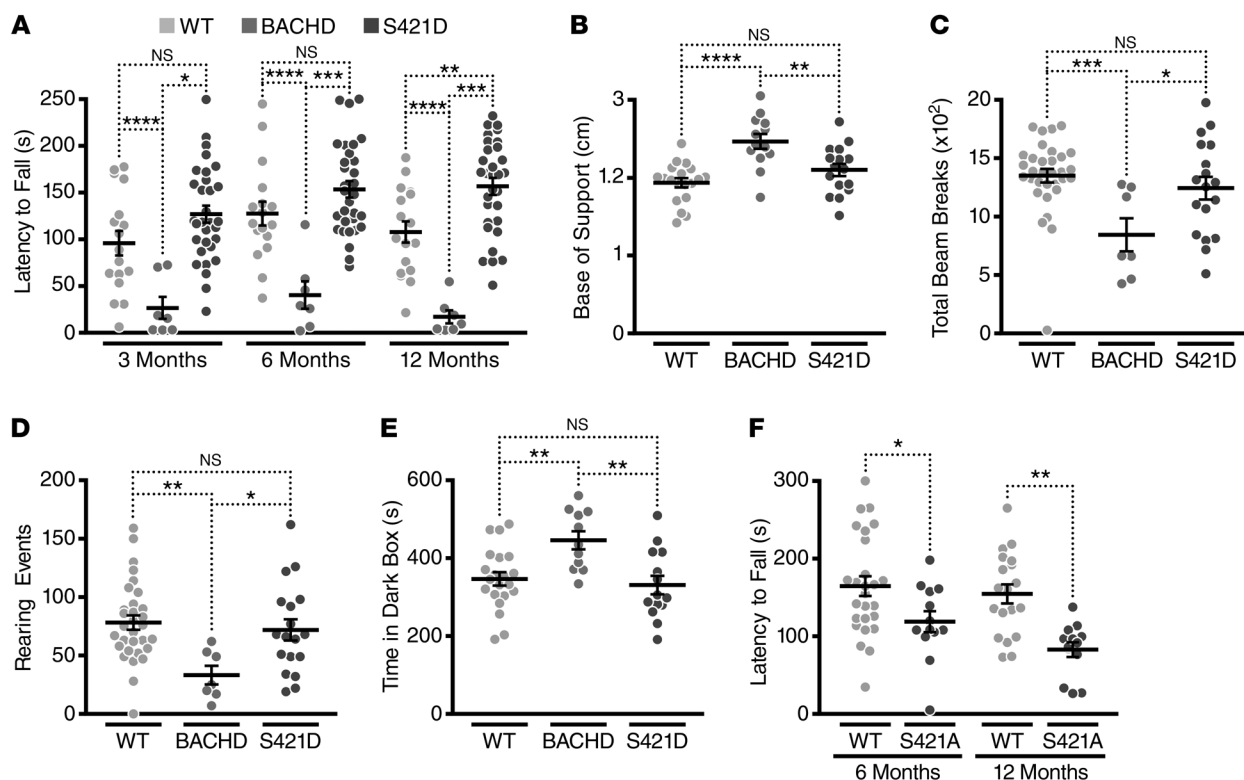 A
WT BACHD S421D
NS
*
****
NS
****
***
**
****
***
Latency to Fall (s)
250
200
150
100
50
0
3 Months
6 Months
12 Months
B
NS
****
**
Base of Support (cm)
3
12
1
0
WT
BACHD
S421D
C
NS
***
*
Total Beam Breaks (x10²)
20
15
10
5
0
WT
BACHD
S421D
D
NS
**
*
Rearing Events
200
150
100
50
0
WT
BACHD
S421D
E
NS
**
**
Time in Dark Box (s)
600
400
200
0
WT
BACHD
S421D
F
*
**
Latency to Fall (s)
300
200
100
0
WT
S421A
WT
S421A
6 Months
12 Months